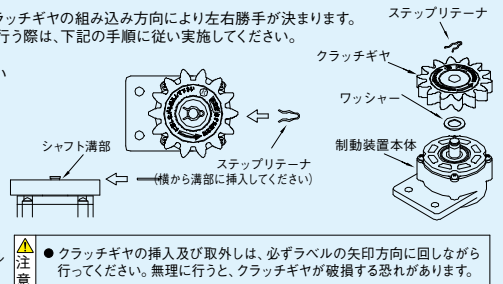 ラッチギヤの組み込み方向により左右勝手が決まります。
行う際は、下記の手順に従い実施してください。
い
ステップリテーナ
クラッチギヤ
ワッシャー
制動装置本体
シャフト溝部
ステップリテーナ
(横から溝部に挿入してください)
注意
● クラッチギヤの挿入及び取外しは、必ずラベルの矢印方向に回しながら
行ってください。無理に行うと、クラッチギヤが破損する恐れがあります。